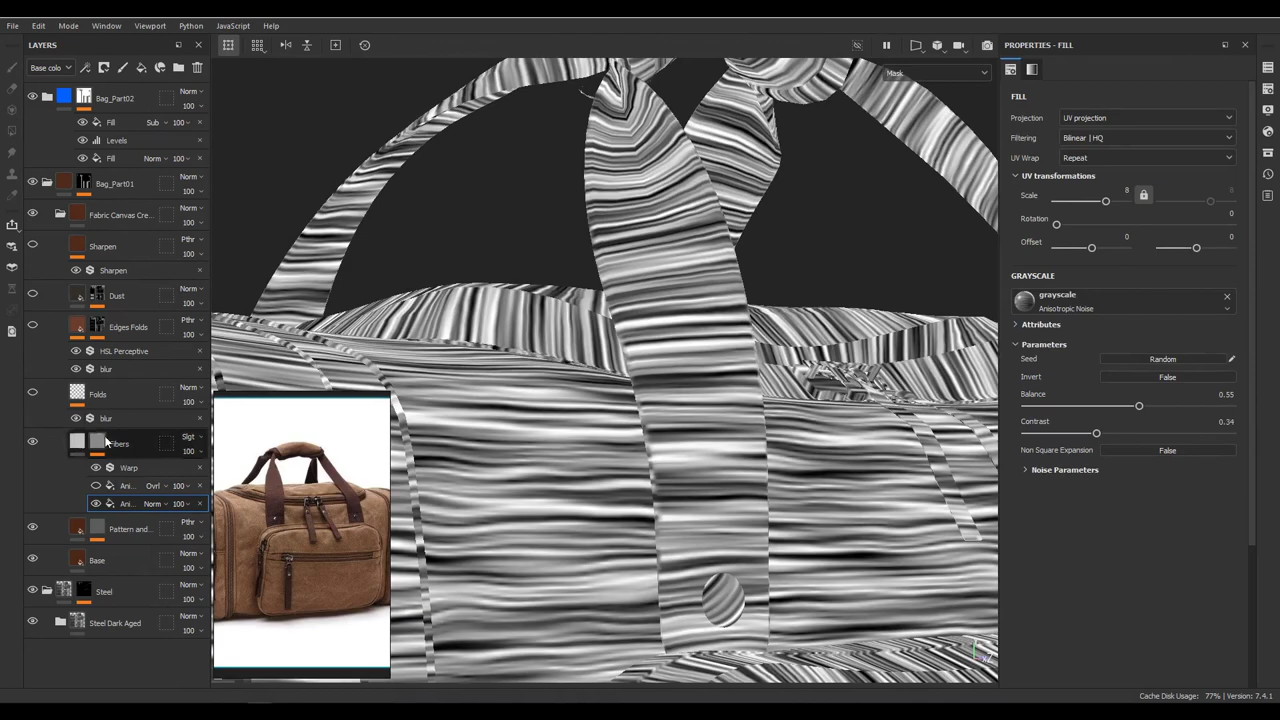 File Edit Mode Window Viewport Python JavaScript Help
LAYERS
Base colo
Bag_Part02 Norm
100
Fill Sub 100
Levels
Fill Norm 100
Bag_Part01 Norm
100
Fabric Canvas Cre... Norm
100
Sharpen Pthr
100
Sharpen
Dust Norm
100
Edges Folds Pthr
100
HSL Perceptive
blur
Folds Norm
100
blur
Fibers Slgt
100
Warp
Ani... Ovrl 100
Ani... Norm 100
Pattern and... Pthr
100
Base Norm
100
Steel Norm
100
Steel Dark Aged Norm
100
Mask
PROPERTIES - FILL
FILL
Projection UV projection
Filtering Bilinear | HQ
UV Wrap Repeat
UV transformations
Scale 8 8
Rotation 0
Offset 0 0
GRAYSCALE
grayscale
Anisotropic Noise
Attributes
Parameters
Seed Random
Invert False
Balance 0.55
Contrast 0.34
Non Square Expansion False
Noise Parameters
Cache Disk Usage: 77% | Version: 7.4.1